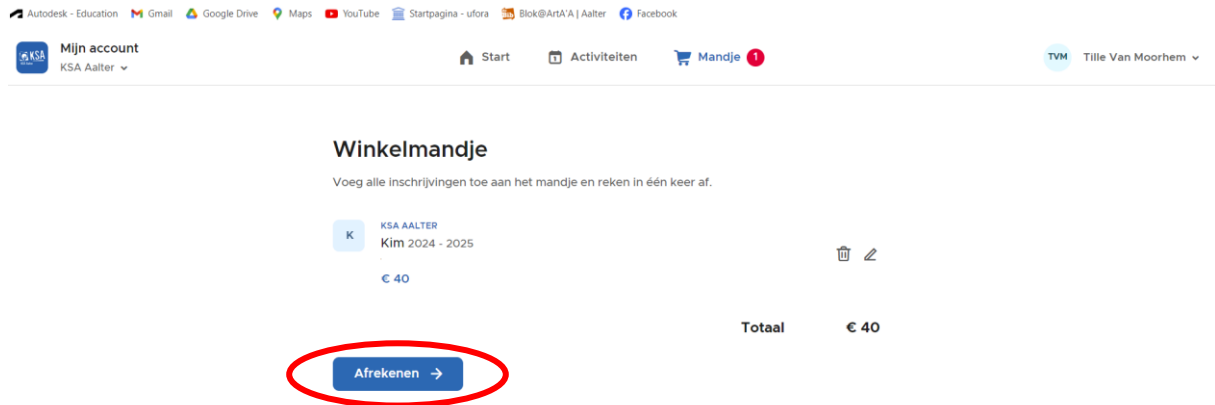 Autodesk - Education Gmail Google Drive Maps YouTube Startpagina - ufora Blok@ArtA'A | Aalter Facebook
KSA
Mijn account
KSA Aalter
Start 1 Activiteiten Mandje 1
TVM Tille Van Moorhem
Winkelmandje
Voeg alle inschrijvingen toe aan het mandje en reken in één keer af.
K
KSA AALTER
Kim 2024 - 2025
€ 40
Totaal € 40
Afrekenen →